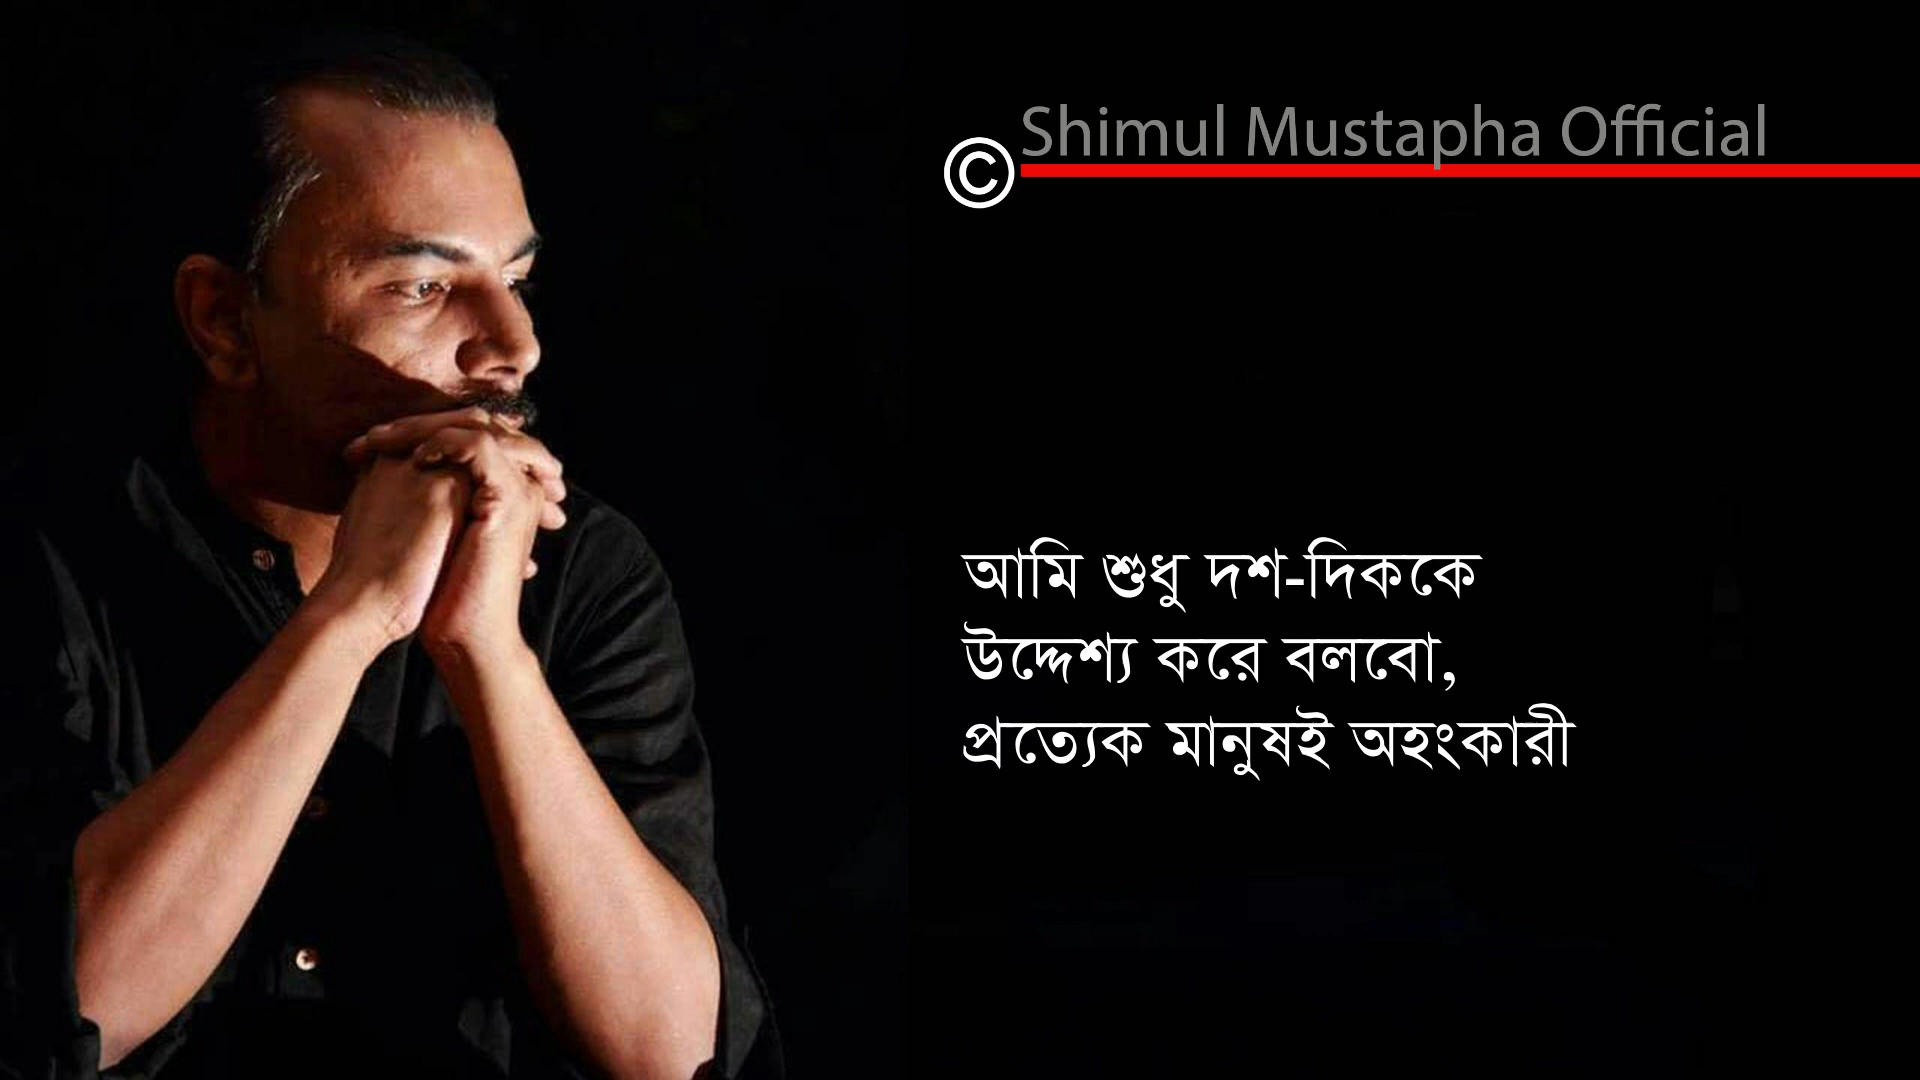 © Shimul Mustapha Official
আমি শুধু দশ-দিককে
উদ্দেশ্য করে বলবো,
প্রত্যেক মানুষই অহংকারী